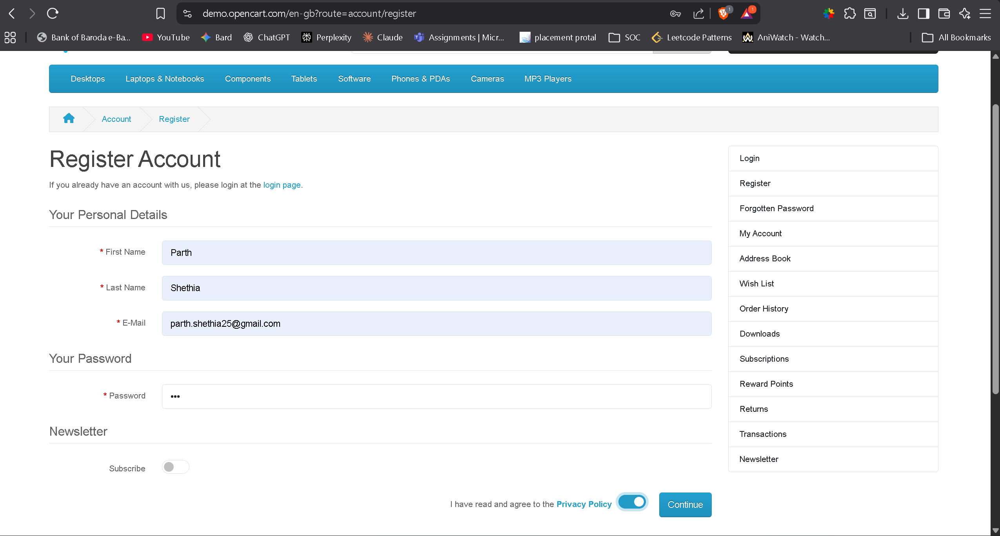 demo.opencart.com/en-gb?route=account/register
1
1
Bank of Baroda e-Ba...
YouTube
Bard
ChatGPT
Perplexity
Claude
Assignments | Micr...
placement protal
SOC
Leetcode Patterns
AniWatch - Watch...
All Bookmarks
Desktops
Laptops & Notebooks
Components
Tablets
Software
Phones & PDAs
Cameras
MP3 Players
Account
Register
Register Account
If you already have an account with us, please login at the login page.
Your Personal Details
* First Name
Parth
* Last Name
Shethia
* E-Mail
parth.shethia25@gmail.com
Your Password
* Password
•••
Newsletter
Subscribe
I have read and agree to the Privacy Policy
Continue
Login
Register
Forgotten Password
My Account
Address Book
Wish List
Order History
Downloads
Subscriptions
Reward Points
Returns
Transactions
Newsletter